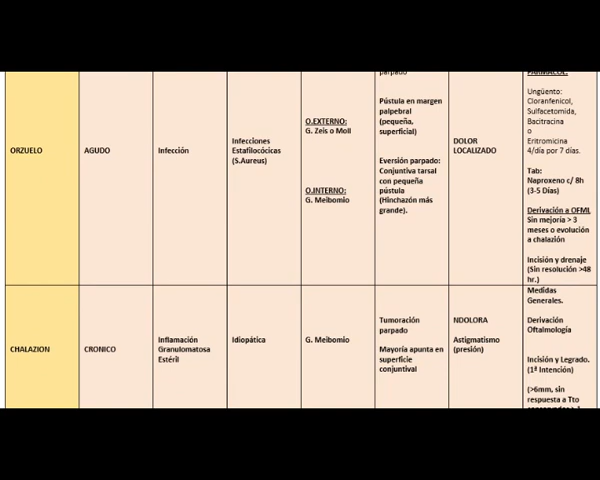 ORZUELO
AGUDO
Infección
Infecciones
Estafilocócicas
(S.Aureus)
O.EXTERNO:
G. Zeis o Moll
O.INTERNO:
G. Meibomio
parpado
Pústula en margen
palpebral
(pequeña,
superficial)
Eversión parpado:
Conjuntiva tarsal
con pequeña
pústula
(Hinchazón más
grande).
DOLOR
LOCALIZADO
FARMACOL:
Ungüento:
Cloranfenicol,
Sulfacetomida,
Bacitracina
o
Eritromicina
4/día por 7 días.
Tab:
Naproxeno c/ 8h
(3-5 Días)
Derivación a OFML
Sin mejoría > 3
meses o evolución
a chalazión
Incisión y drenaje
(Sin resolución >48
hr.)
CHALAZION
CRONICO
Inflamación
Granulomatosa
Estéril
Idiopática
G. Meibomio
Tumoración
parpado
Mayoría apunta en
superficie
conjuntival
NDOLORA
Astigmatismo
(presión)
Medidas
Generales.
Derivación
Oftalmología
Incisión y Legrado.
(1ª Intención)
(>6mm, sin
respuesta a Tto